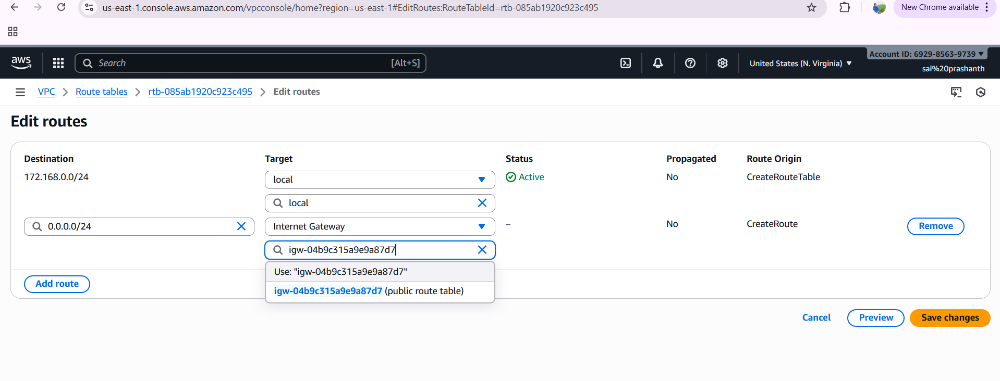 us-east-1.console.aws.amazon.com/vpcconsole/home?region=us-east-1#EditRoutes:RouteTableId=rtb-085ab1920c923c495
New Chrome available
aws
Search
[Alt+S]
United States (N. Virginia)
Account ID: 6929-8563-9739
sai%20prashanth
VPC
Route tables
rtb-085ab1920c923c495
Edit routes
Edit routes
Destination
Target
Status
Propagated
Route Origin
172.168.0.0/24
local
Active
No
CreateRouteTable
local
0.0.0.0/24
Internet Gateway
–
No
CreateRoute
Remove
igw-04b9c315a9e9a87d7
Use: "igw-04b9c315a9e9a87d7"
igw-04b9c315a9e9a87d7 (public route table)
Add route
Cancel
Preview
Save changes